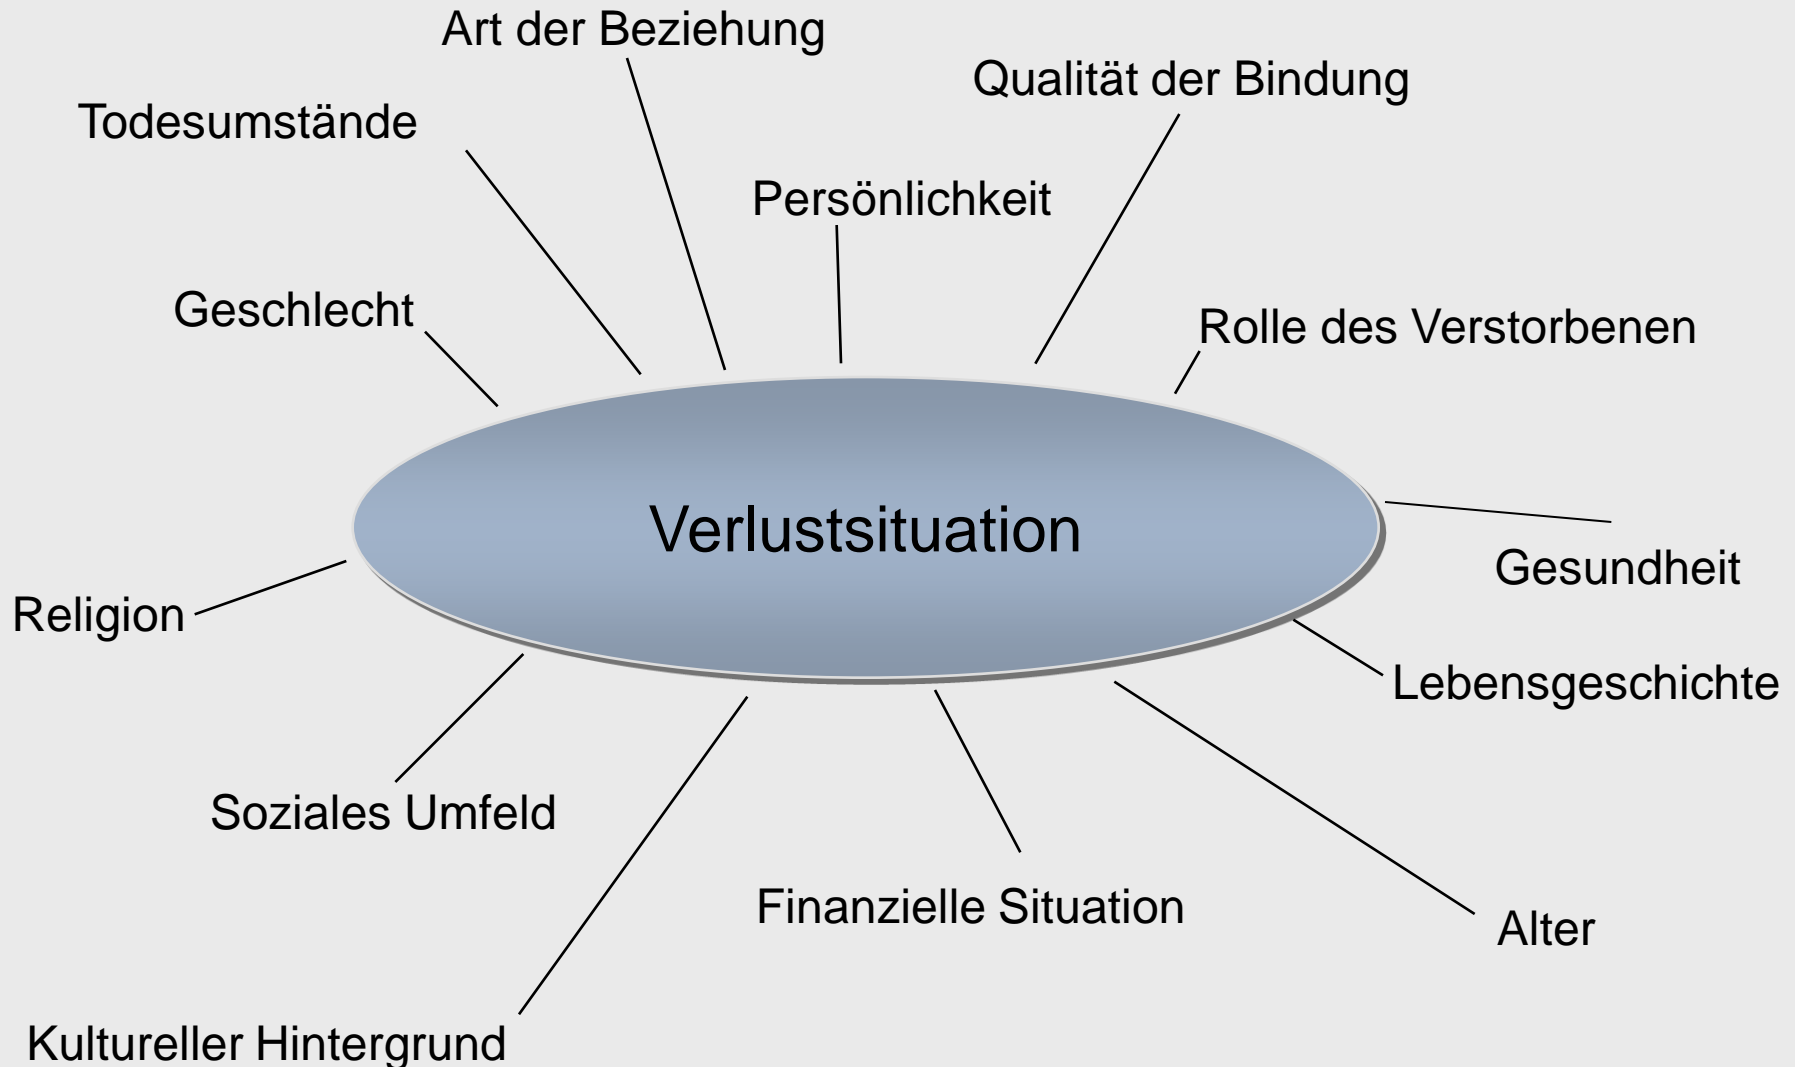 Art der Beziehung
Qualität der Bindung
Todesumstände
Persönlichkeit
Geschlecht
Rolle des Verstorbenen
Verlustsituation
Gesundheit
Religion
Lebensgeschichte
Soziales Umfeld
Finanzielle Situation
Alter
Kultureller Hintergrund